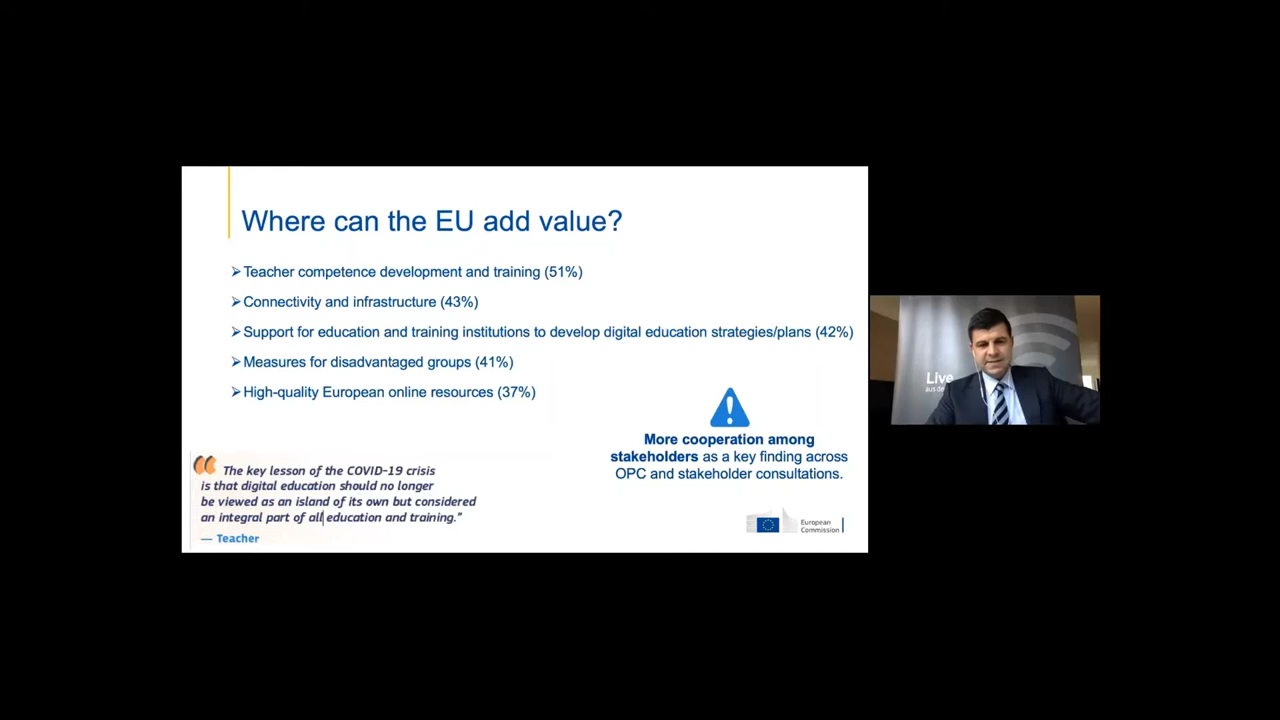 Where can the EU add value?
➢Teacher competence development and training (51%)
➢Connectivity and infrastructure (43%)
➢Support for education and training institutions to develop digital education strategies/plans (42%)
➢Measures for disadvantaged groups (41%)
➢High-quality European online resources (37%)
More cooperation among
stakeholders as a key finding across
OPC and stakeholder consultations.
“ The key lesson of the COVID-19 crisis
is that digital education should no longer
be viewed as an island of its own but considered
an integral part of all education and training.”
— Teacher
European
Commission
Live
aus de